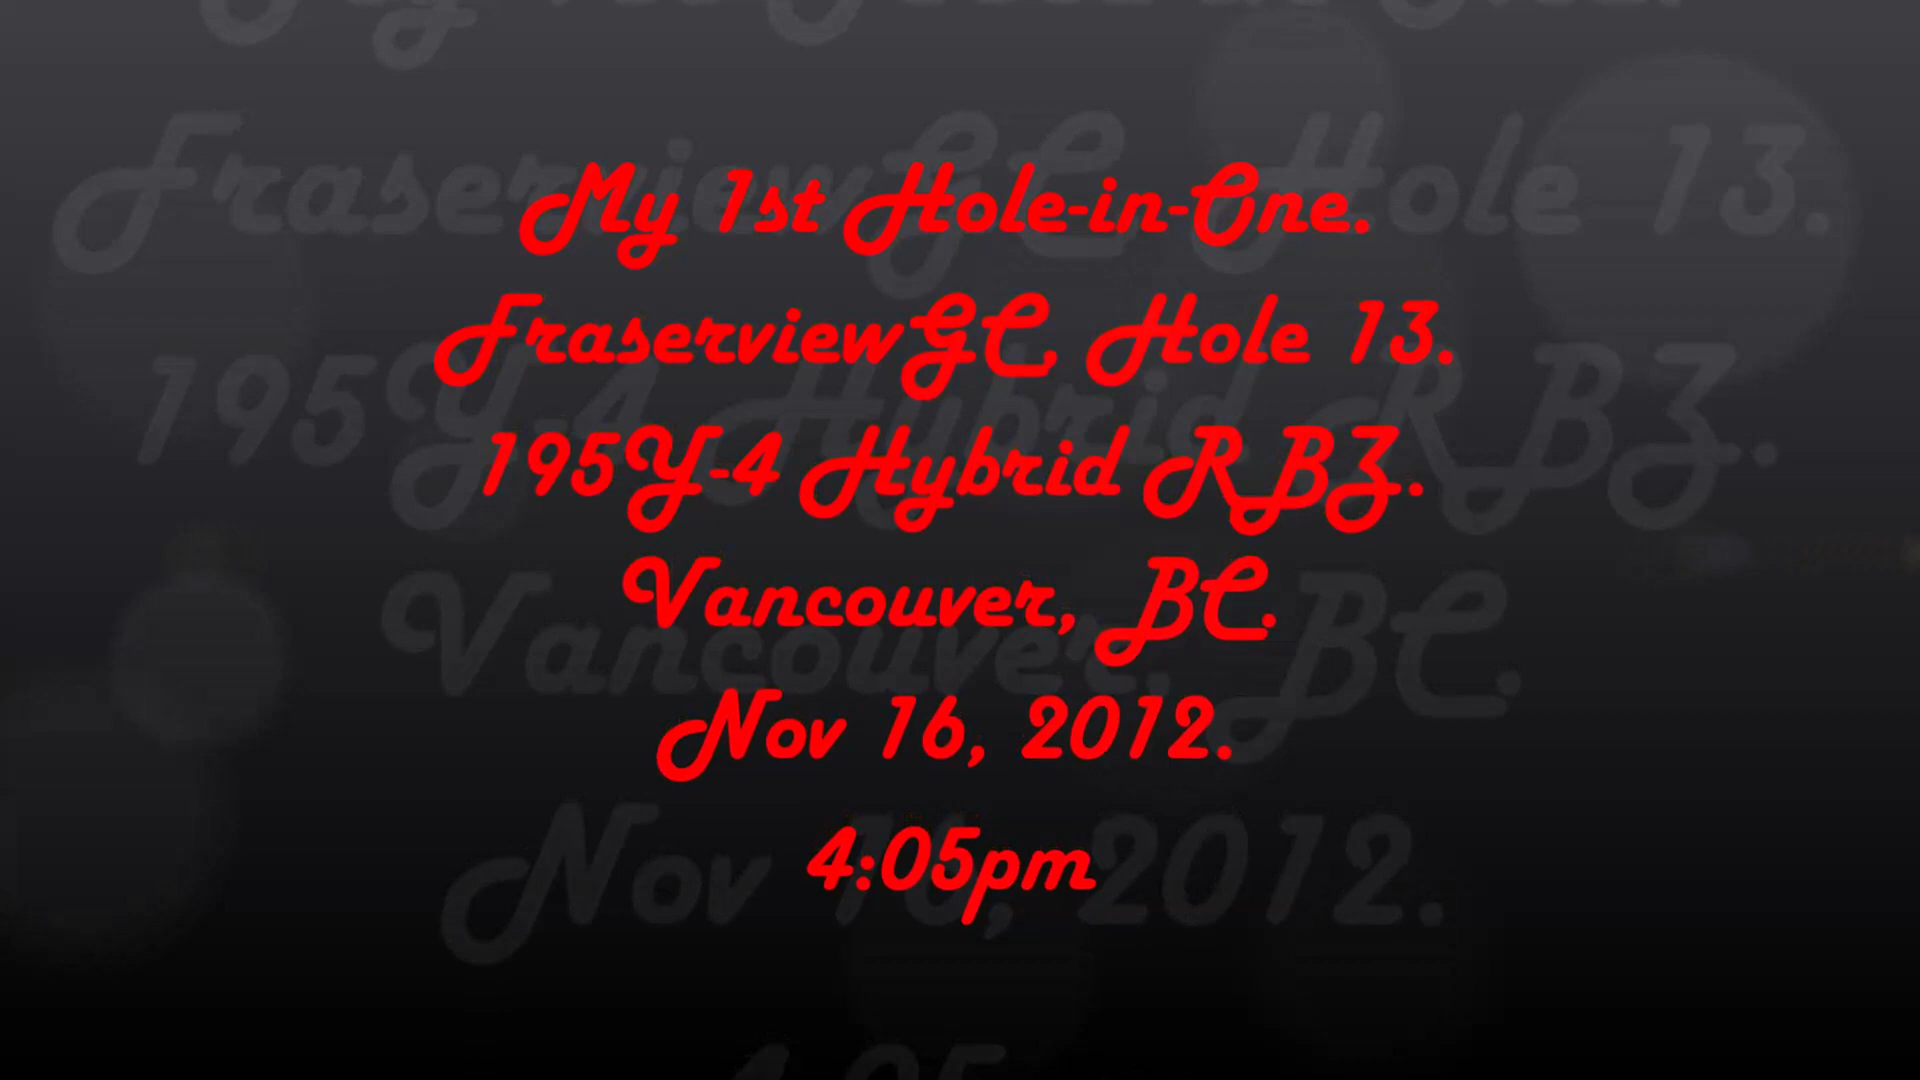 My 1st Hole-in-One.
FraserviewGC, Hole 13.
195Y-4 Hybrid RBZ.
Vancouver, BC.
Nov 16, 2012.
4:05pm